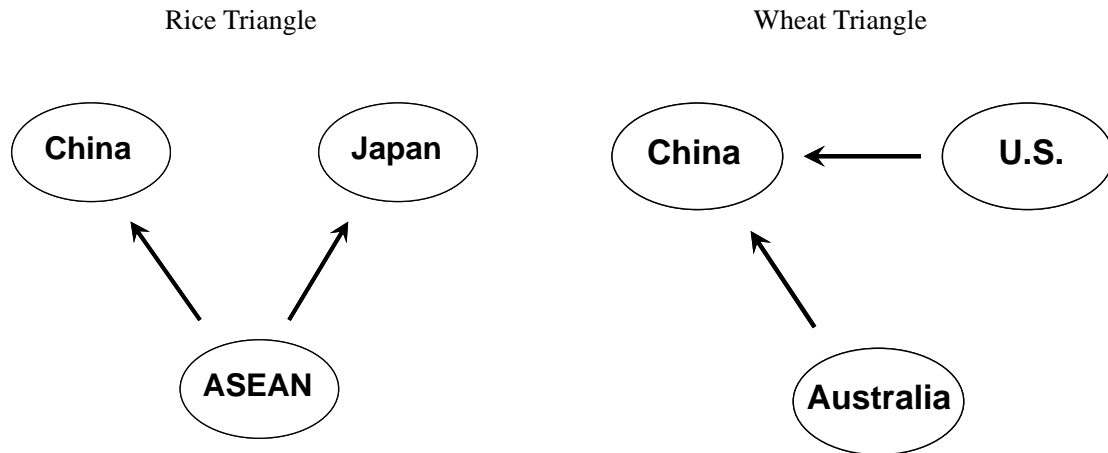 Rice Triangle
Wheat Triangle
China
Japan
China
U.S.
ASEAN
Australia